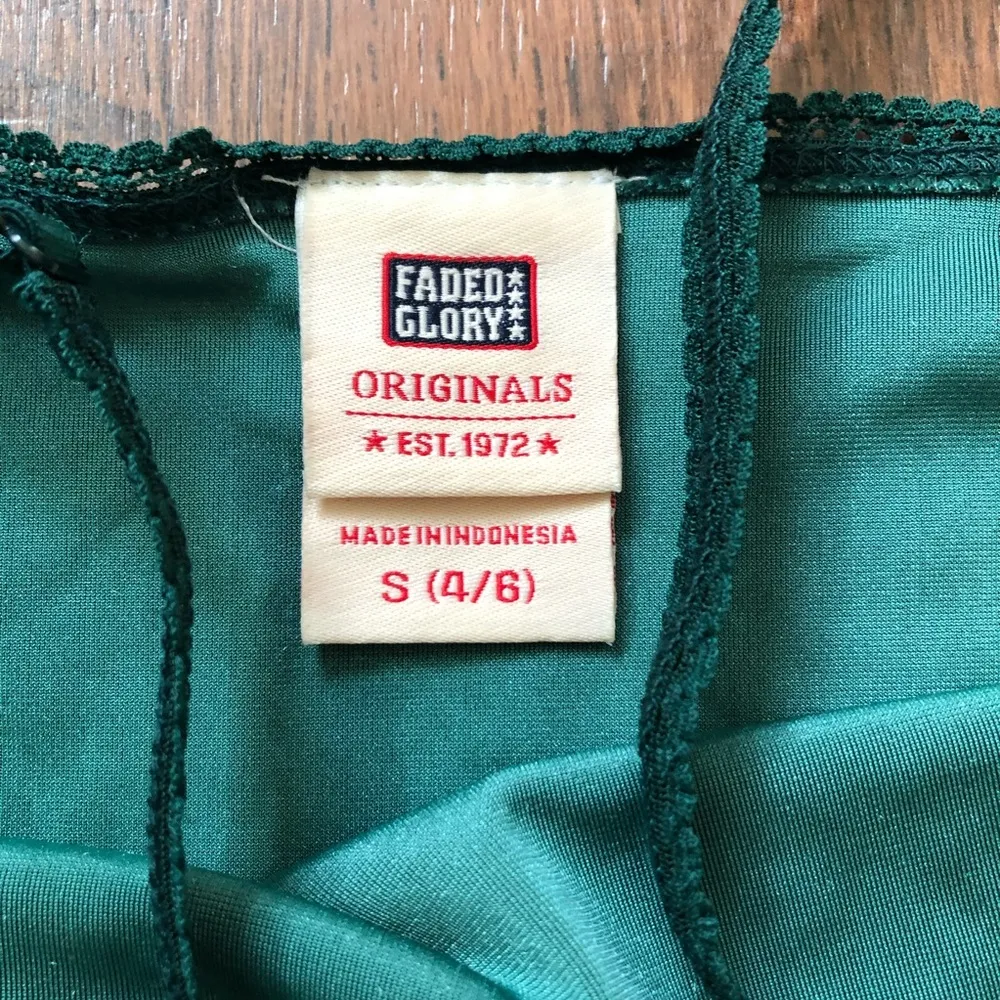 FADED
GLORY
ORIGINALS
★ EST. 1972 ★
MADE IN INDONESIA
S (4/6)